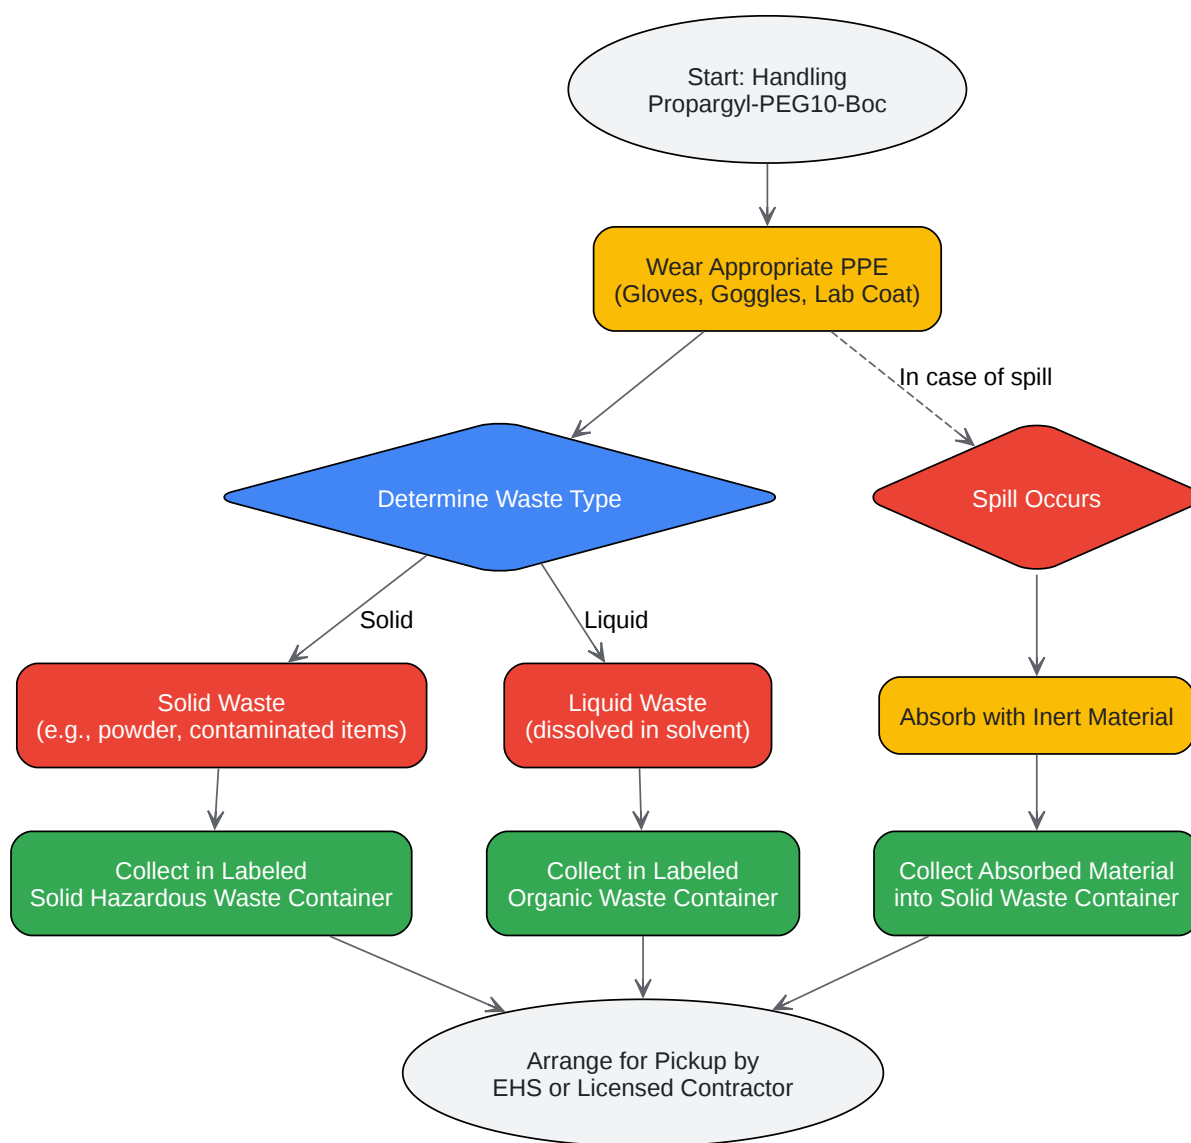 Start: Handling
Propargyl-PEG10-Boc
Wear Appropriate PPE
(Gloves, Goggles, Lab Coat)
In case of spill
Determine Waste Type
Spill Occurs
Solid
Liquid
Solid Waste
(e.g., powder, contaminated items)
Liquid Waste
(dissolved in solvent)
Absorb with Inert Material
Collect in Labeled
Solid Hazardous Waste Container
Collect in Labeled
Organic Waste Container
Collect Absorbed Material
into Solid Waste Container
Arrange for Pickup by
EHS or Licensed Contractor